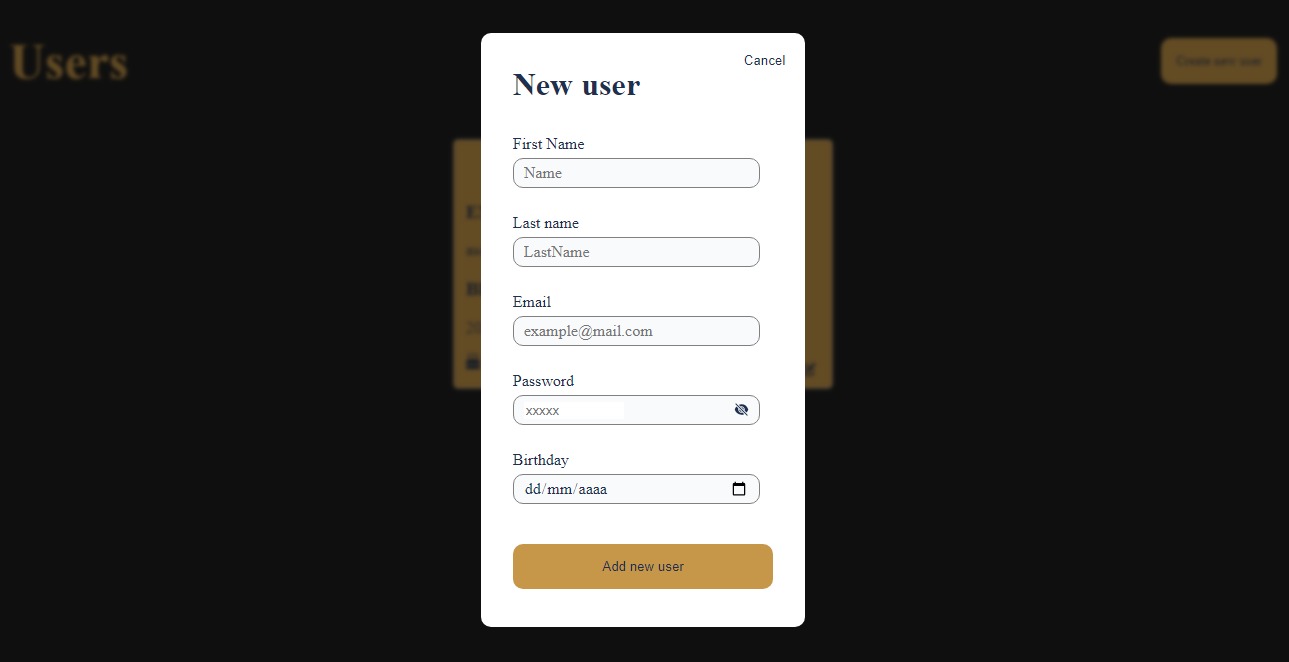 Users
Create new user
Cancel
New user
First Name
Name
Last name
LastName
Email
example@mail.com
Password
xxxxx
Birthday
dd/mm/aaaa
Add new user